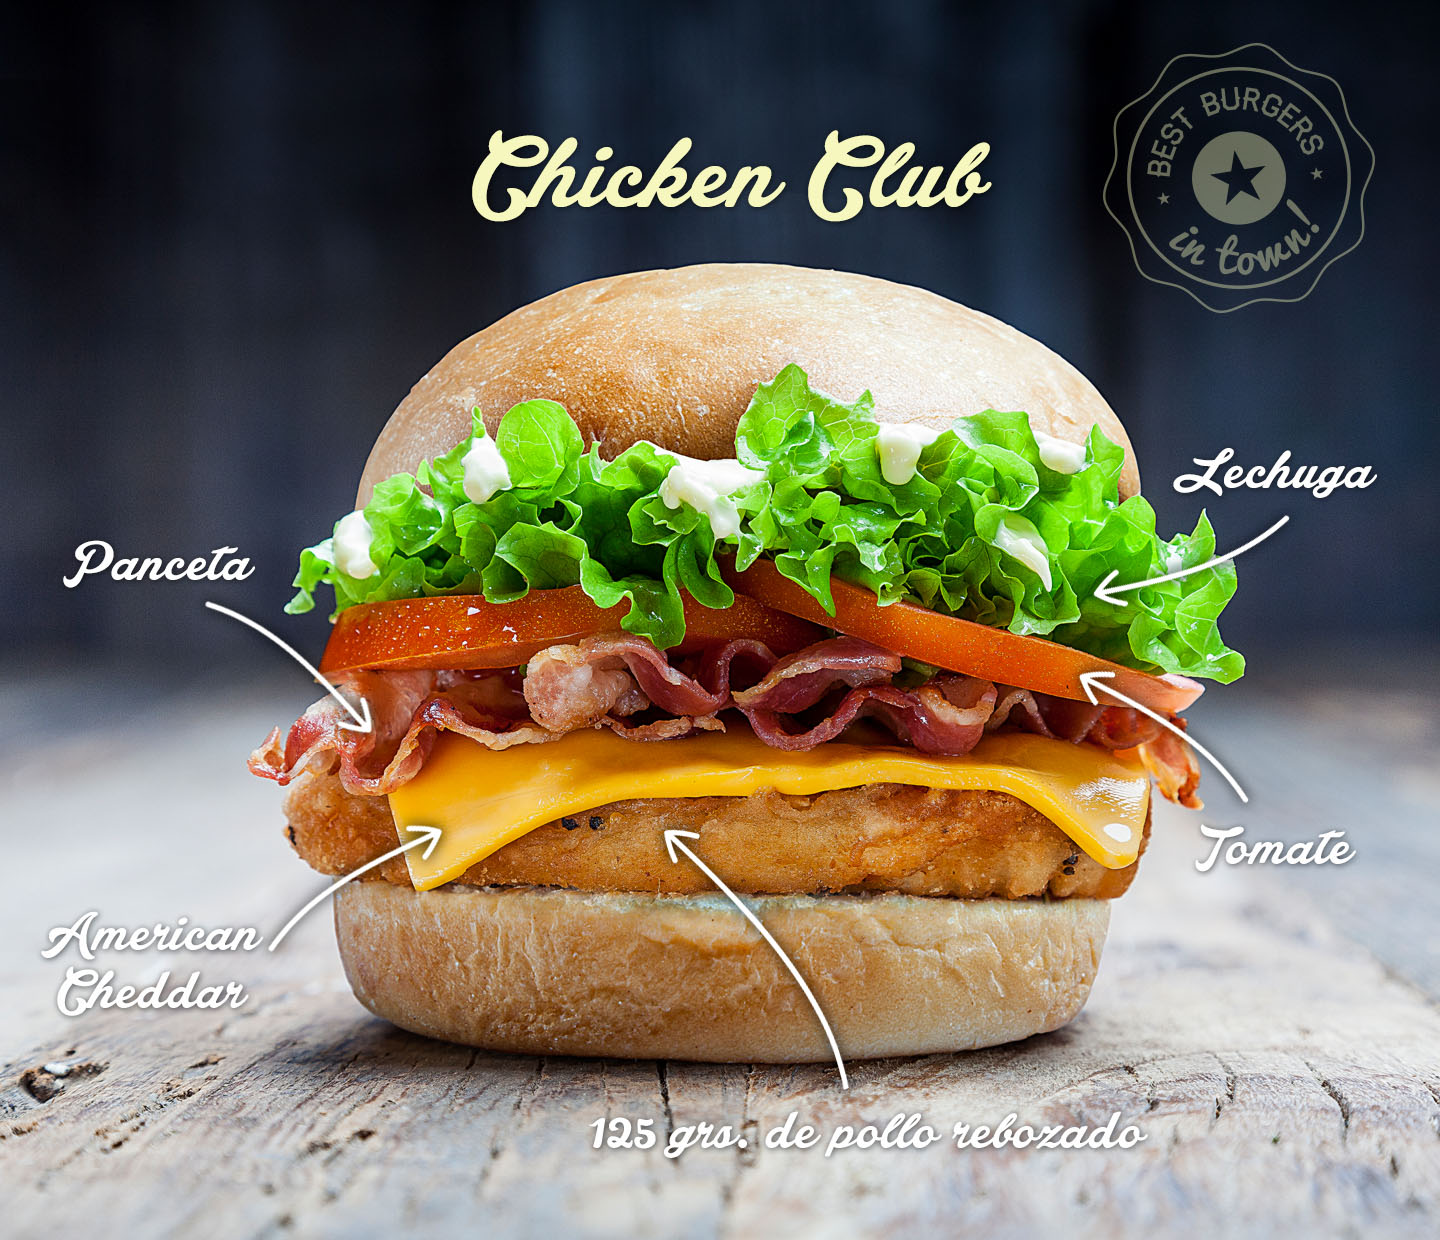 BEST BURGERS
in town!
Chicken Club
Lechuga
Panceta
Tomate
American
Cheddar
125 grs. de pollo rebozado